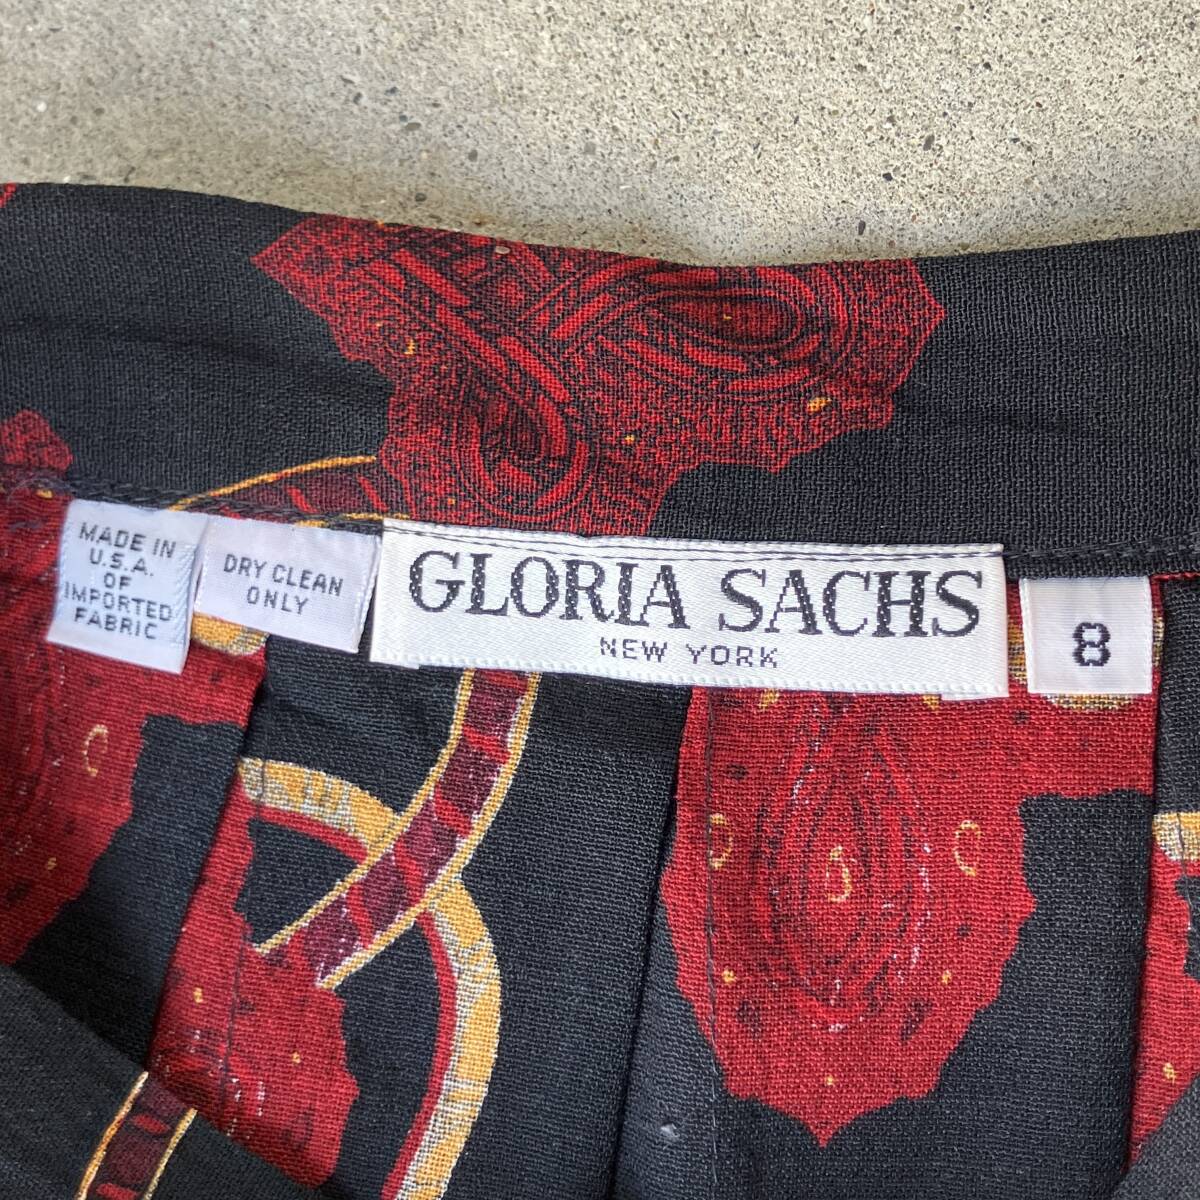 MADE IN
U.S.A.
OF
IMPORTED
FABRIC
DRY CLEAN
ONLY
GLORIA SACHS
NEW YORK
8